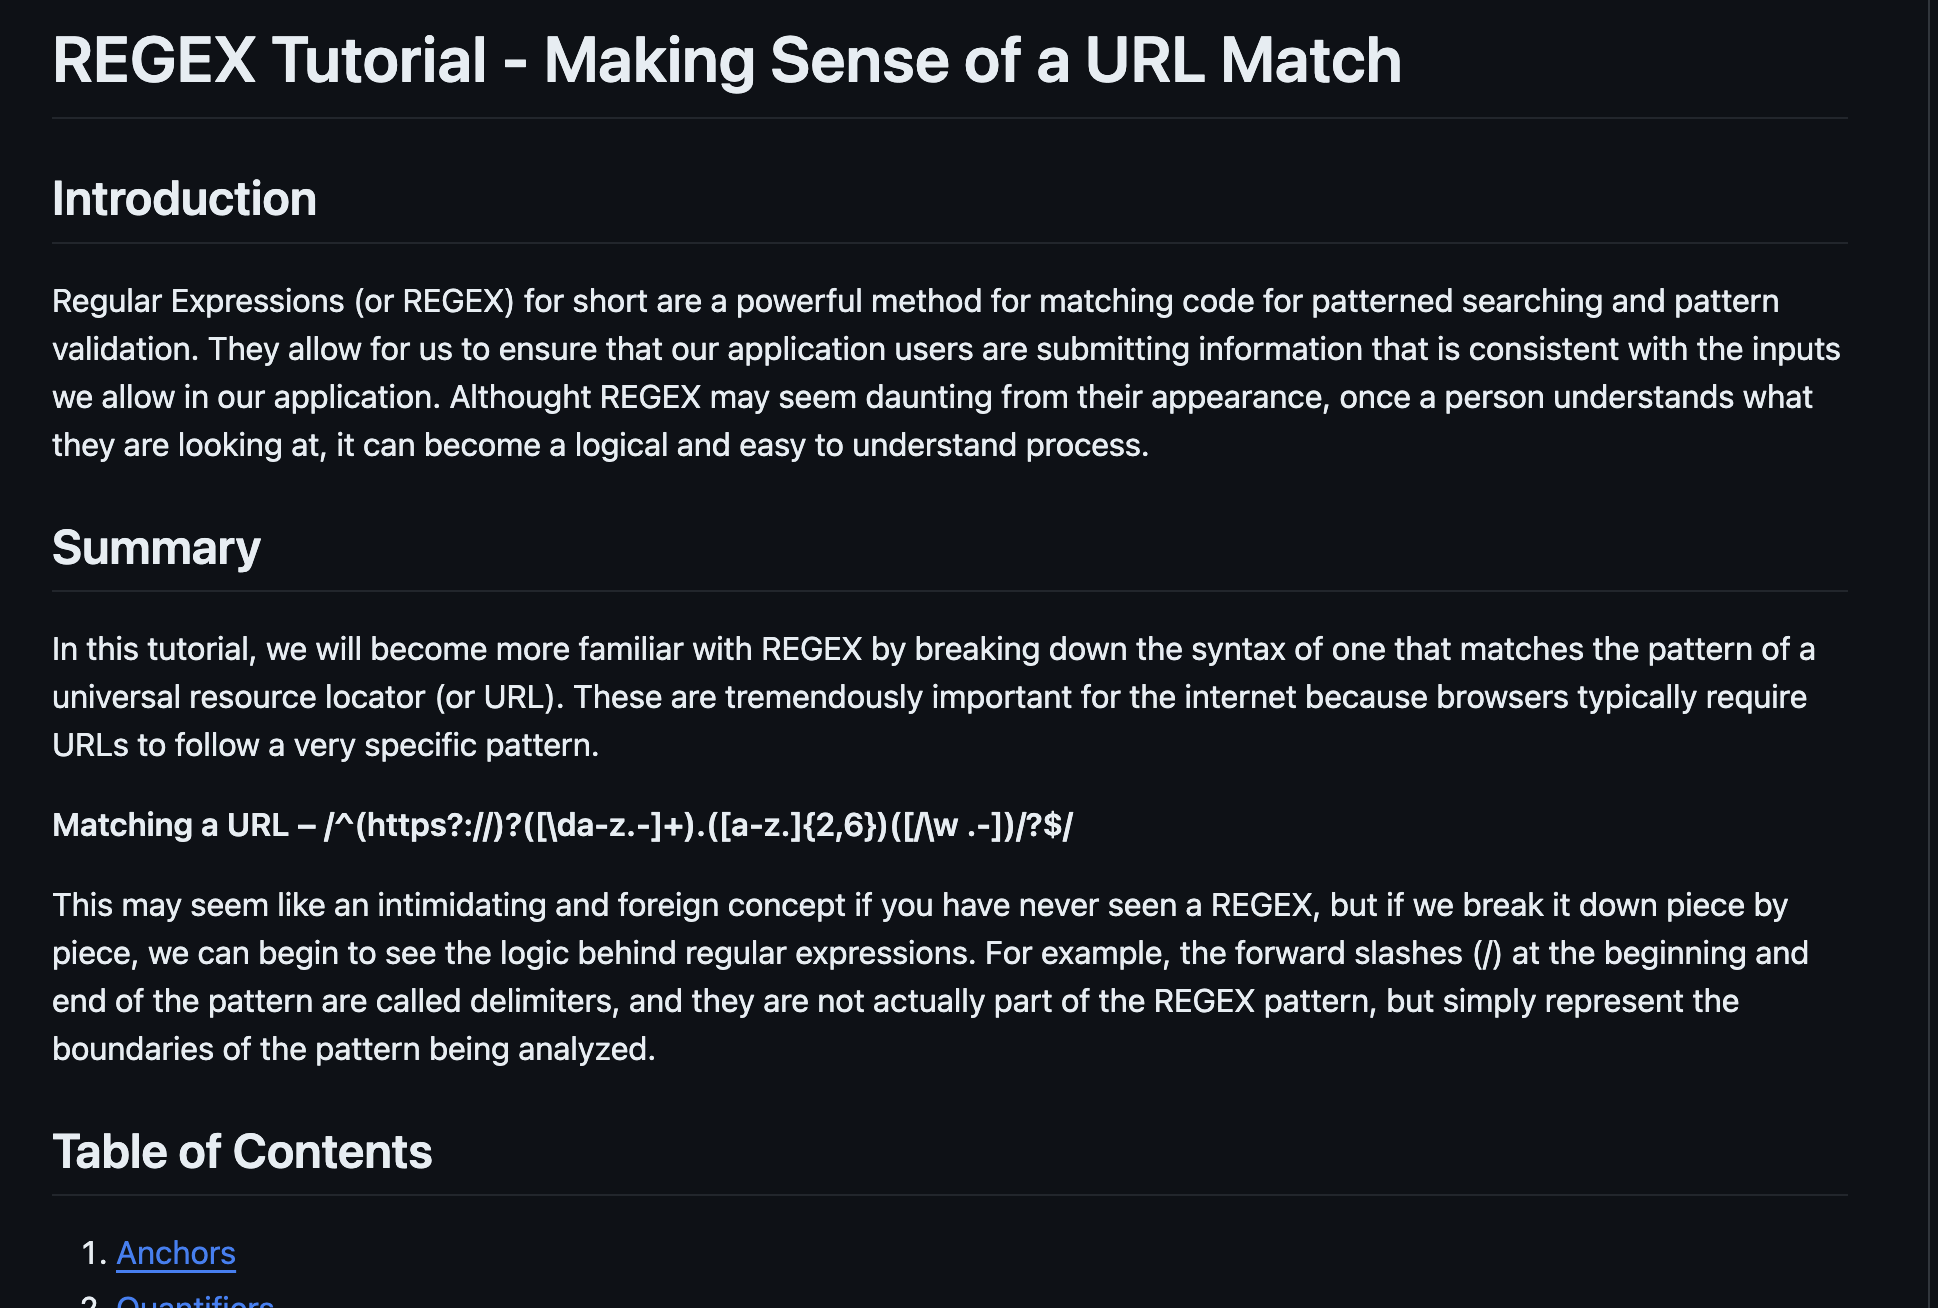 REGEX Tutorial - Making Sense of a URL Match
Introduction
Regular Expressions (or REGEX) for short are a powerful method for matching code for patterned searching and pattern
validation. They allow for us to ensure that our application users are submitting information that is consistent with the inputs
we allow in our application. Althought REGEX may seem daunting from their appearance, once a person understands what
they are looking at, it can become a logical and easy to understand process.
Summary
In this tutorial, we will become more familiar with REGEX by breaking down the syntax of one that matches the pattern of a
universal resource locator (or URL). These are tremendously important for the internet because browsers typically require
URLs to follow a very specific pattern.
Matching a URL – /^(https?://)?([\da-z.-]+).([a-z.]{2,6})([/\w .-])/?$/
This may seem like an intimidating and foreign concept if you have never seen a REGEX, but if we break it down piece by
piece, we can begin to see the logic behind regular expressions. For example, the forward slashes (/) at the beginning and
end of the pattern are called delimiters, and they are not actually part of the REGEX pattern, but simply represent the
boundaries of the pattern being analyzed.
Table of Contents
1. Anchors
2. Quantifiers